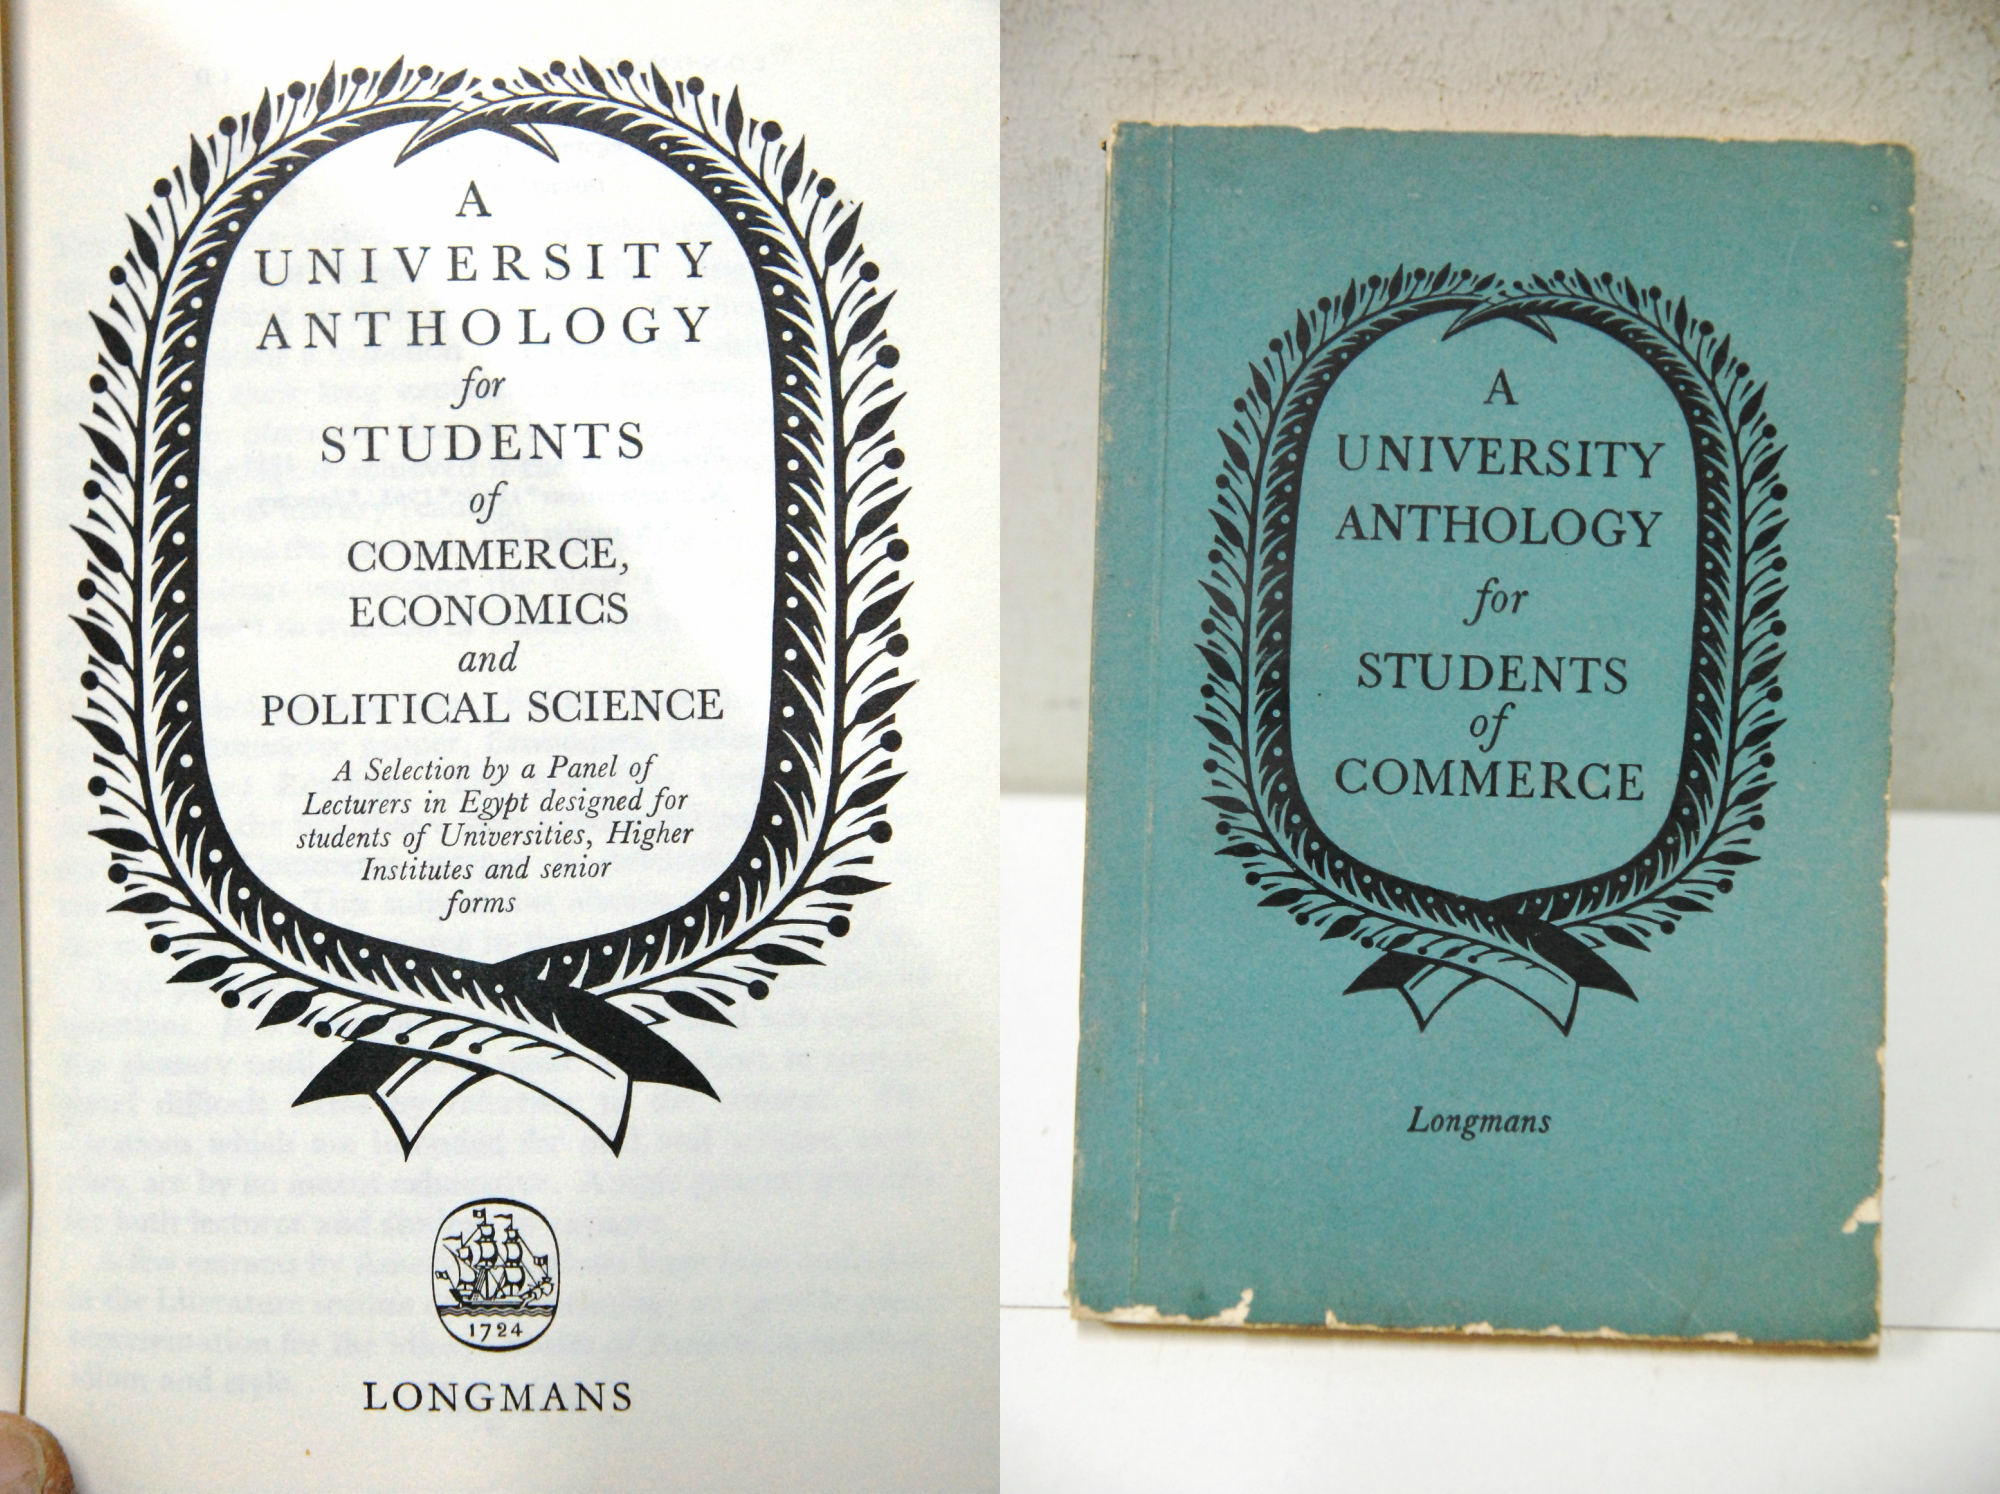 A
UNIVERSITY
ANTHOLOGY
for
STUDENTS
of
COMMERCE,
ECONOMICS
and
POLITICAL SCIENCE
A Selection by a Panel of
Lecturers in Egypt designed for
students of Universities, Higher
Institutes and senior
forms
1724
LONGMANS
A
UNIVERSITY
ANTHOLOGY
for
STUDENTS
of
COMMERCE
Longmans